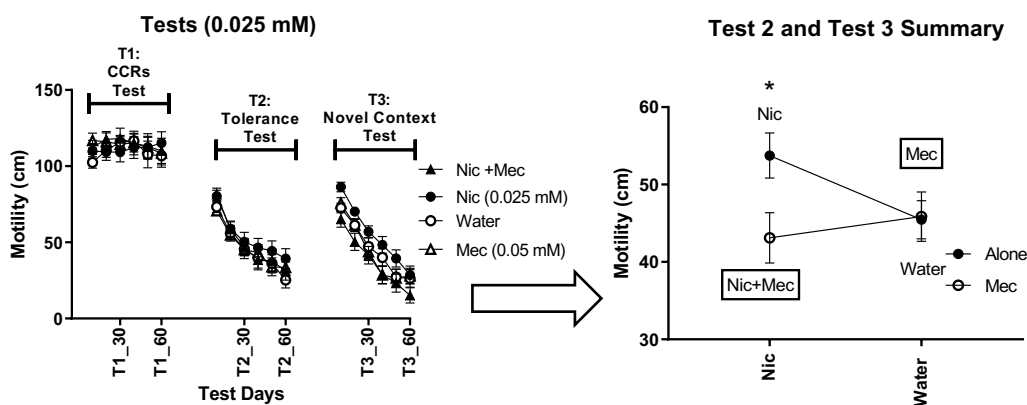 Tests (0.025 mM)
T1:
CCRs
Test
T2:
Tolerance
Test
T3:
Novel Context
Test
150
100
50
0
Motility (cm)
T1_30
T1_60
T2_30
T2_60
T3_30
T3_60
Test Days
Nic +Mec
Nic (0.025 mM)
Water
Mec (0.05 mM)
Test 2 and Test 3 Summary
*
Nic
Mec
60
50
40
30
Motility (cm)
Nic+Mec
Water
Alone
Mec
Nic
Water